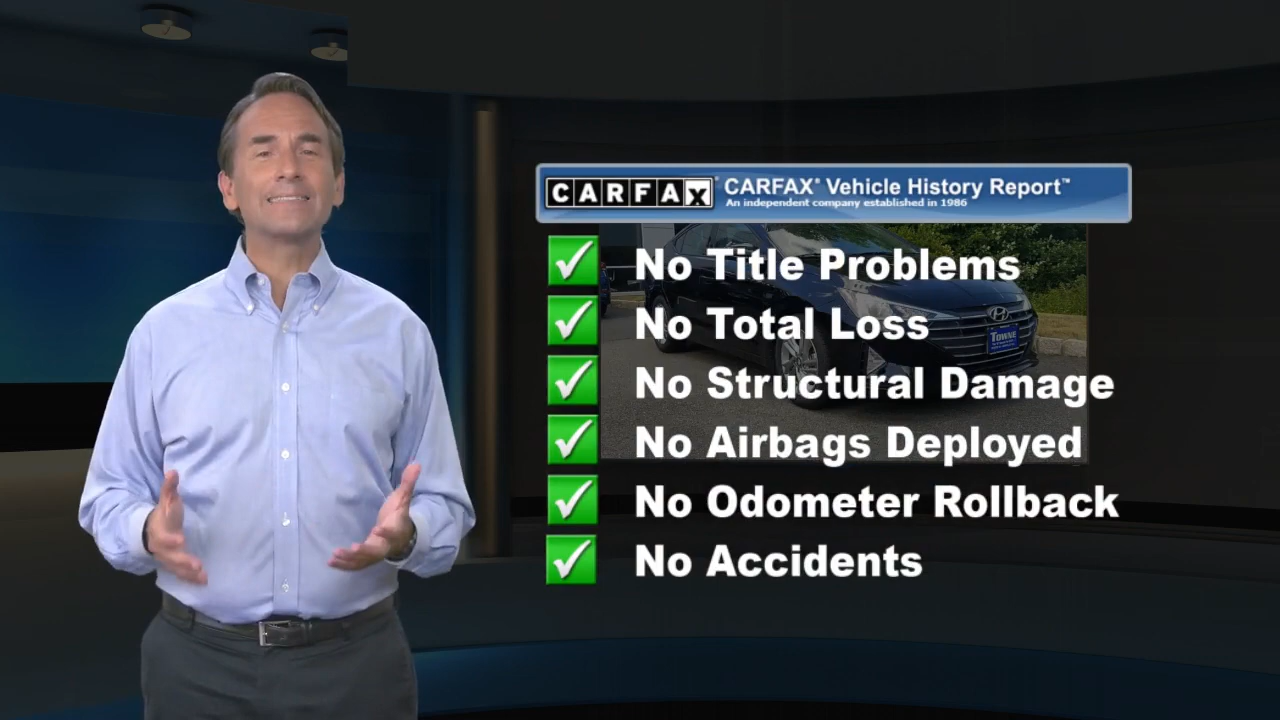 CARFAX® CARFAX® Vehicle History Report™
An independent company established in 1986
No Title Problems
No Total Loss
TOWNE
No Structural Damage
No Airbags Deployed
No Odometer Rollback
No Accidents